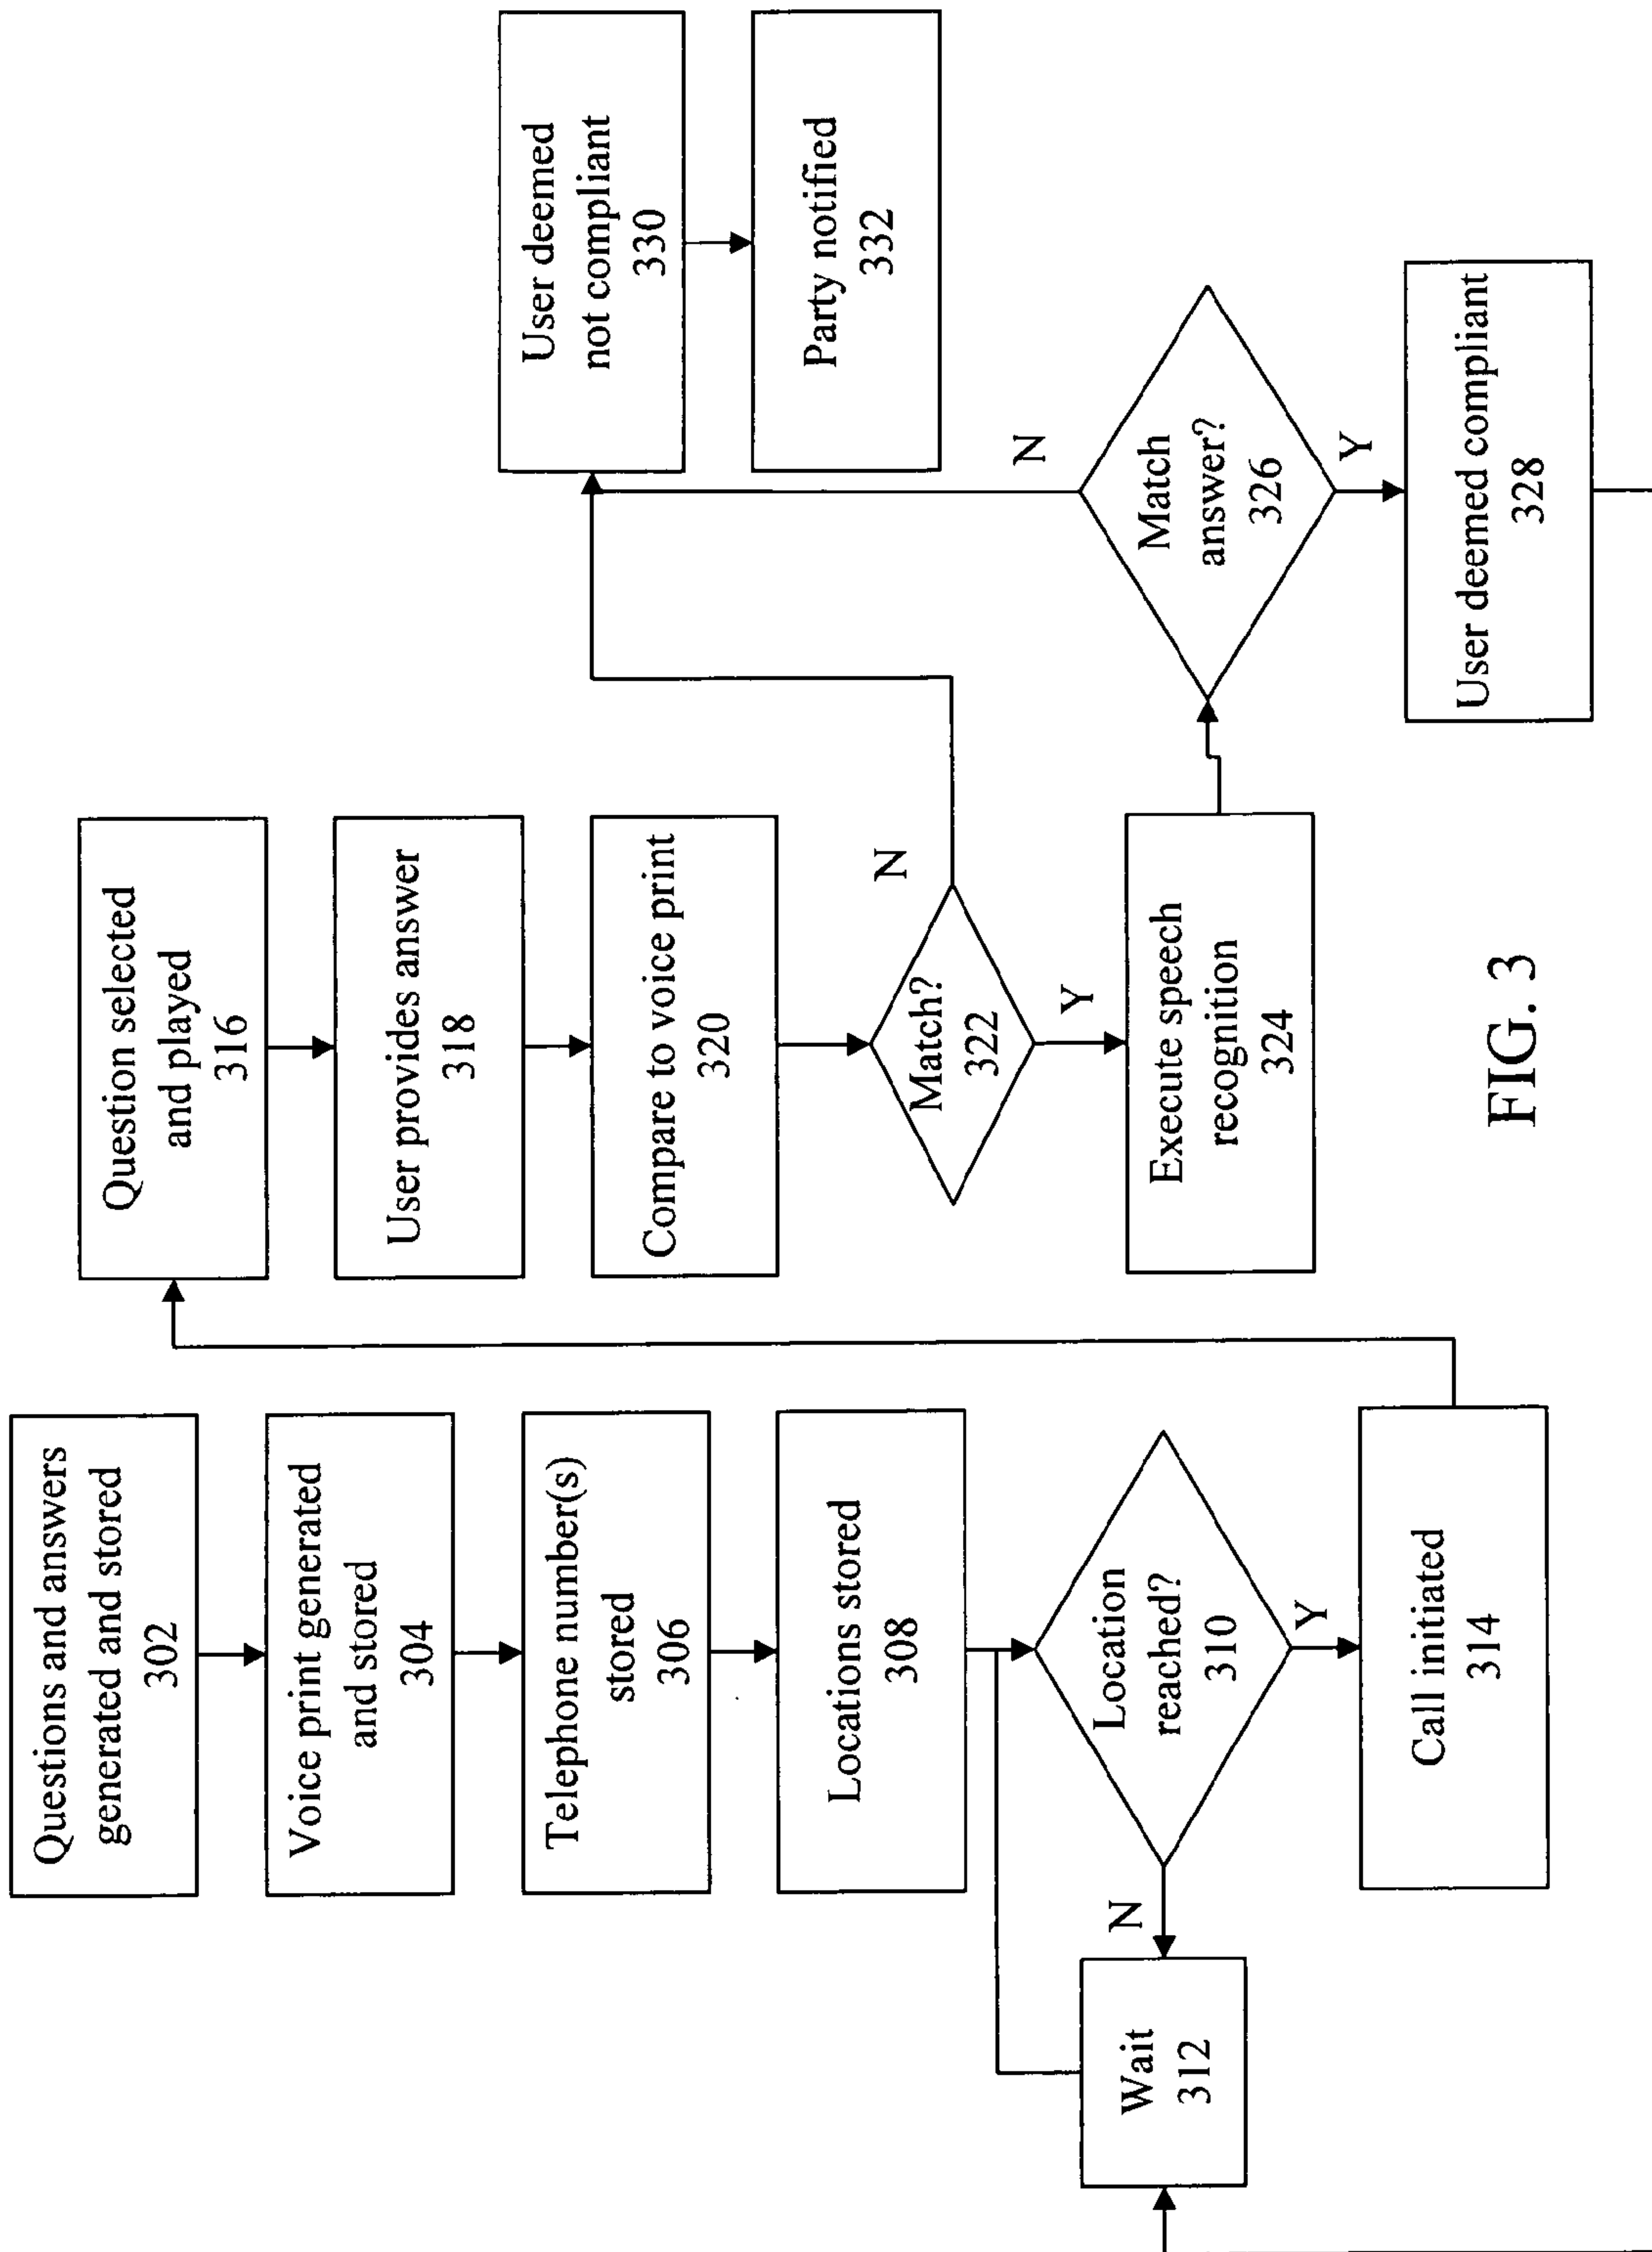 Questions and answers
generated and stored
302
Voice print generated
and stored
304
Telephone number(s)
stored
306
Locations stored
308
Location
reached?
310
N
Y
Wait
312
Call initiated
314
Question selected
and played
316
User provides answer
318
Compare to voice print
320
Match?
322
N
Y
Execute speech
recognition
324
User deemed
not compliant
330
Party notified
332
Match
answer?
326
N
Y
User deemed compliant
328
FIG. 3